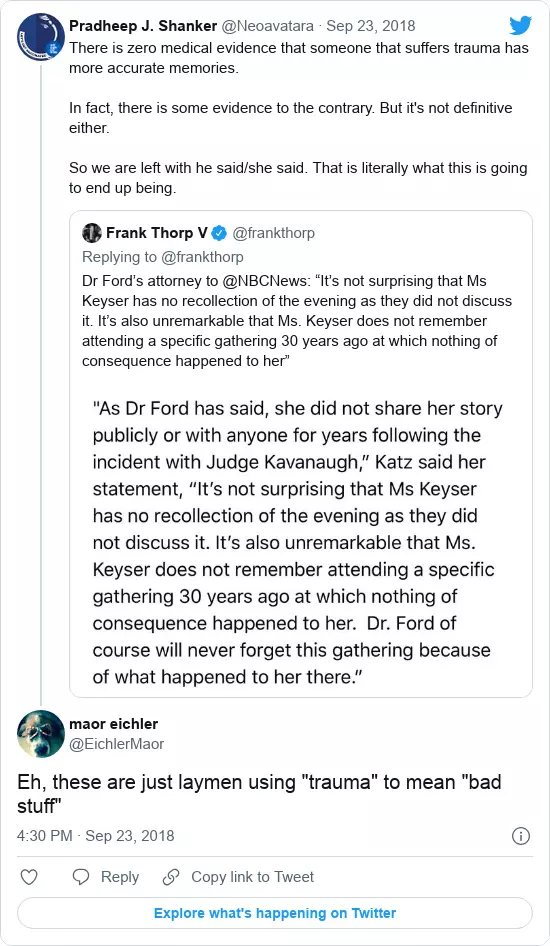 Pradheep J. Shanker @Neoavatara · Sep 23, 2018
There is zero medical evidence that someone that suffers trauma has
more accurate memories.
In fact, there is some evidence to the contrary. But it's not definitive
either.
So we are left with he said/she said. That is literally what this is going
to end up being.
Frank Thorp V @frankthorp
Replying to @frankthorp
Dr Ford’s attorney to @NBCNews: “It’s not surprising that Ms
Keyser has no recollection of the evening as they did not discuss
it. It’s also unremarkable that Ms. Keyser does not remember
attending a specific gathering 30 years ago at which nothing of
consequence happened to her”
"As Dr Ford has said, she did not share her story
publicly or with anyone for years following the
incident with Judge Kavanaugh,” Katz said her
statement, “It’s not surprising that Ms Keyser
has no recollection of the evening as they did
not discuss it. It’s also unremarkable that Ms.
Keyser does not remember attending a specific
gathering 30 years ago at which nothing of
consequence happened to her.  Dr. Ford of
course will never forget this gathering because
of what happened to her there.”
maor eichler
@EichlerMaor
Eh, these are just laymen using "trauma" to mean "bad
stuff"
4:30 PM · Sep 23, 2018
Reply
Copy link to Tweet
Explore what's happening on Twitter